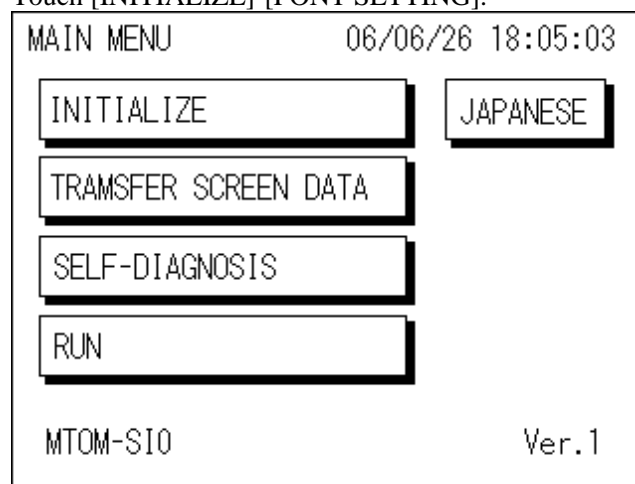 Touch [INITIALIZE]-[FONT SETTING].
MAIN MENU 06/06/26 18:05:03
INITIALIZE JAPANESE
TRAMSFER SCREEN DATA
SELF-DIAGNOSIS
RUN
MTOM-SIO Ver.1